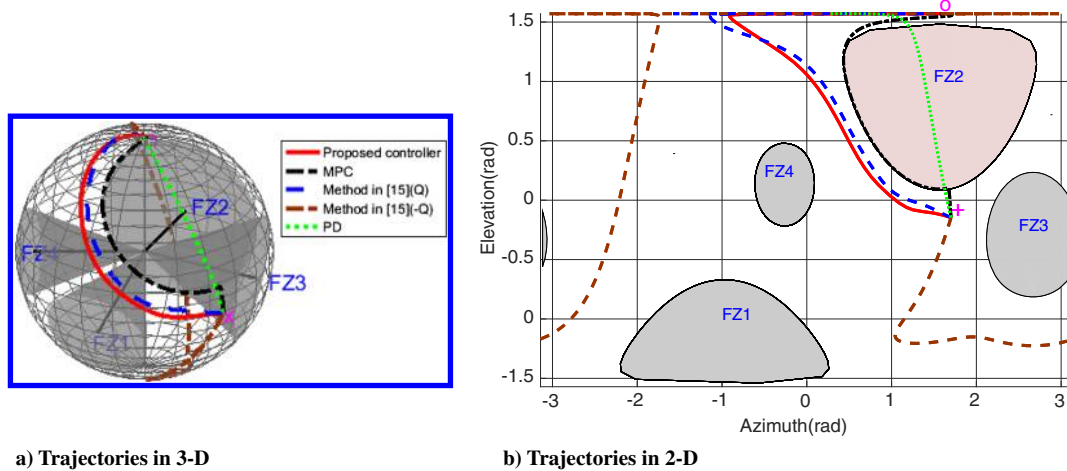 FZ2
FZ4
FZ3
FZ1
Proposed controller
MPC
Method in [15](Q)
Method in [15](-Q)
PD
a) Trajectories in 3-D
Elevation(rad)
1.5
1
0.5
0
-0.5
0
-1
-1.5
-3
-2
-1
0
1
2
3
Azimuth(rad)
FZ2
FZ4
FZ3
FZ1
b) Trajectories in 2-D